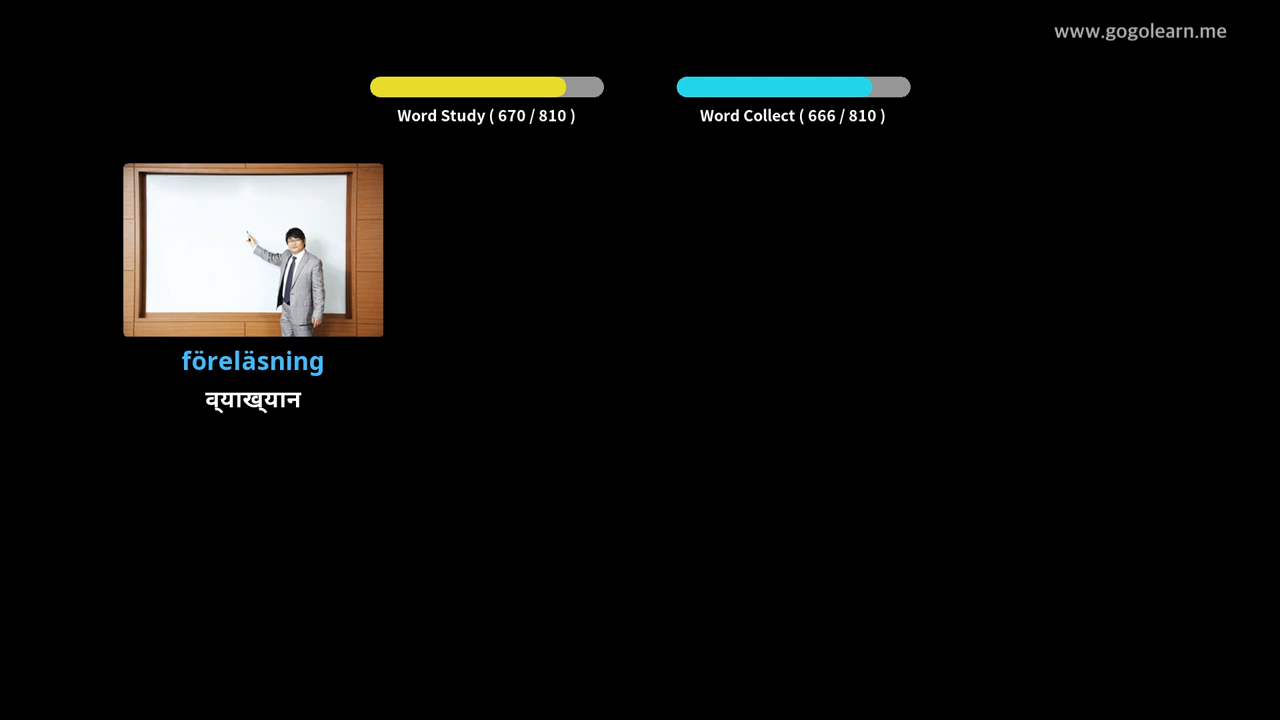 www.gogolearn.me
Word Study ( 670 / 810 )
Word Collect ( 666 / 810 )
föreläsning
व्याख्यान